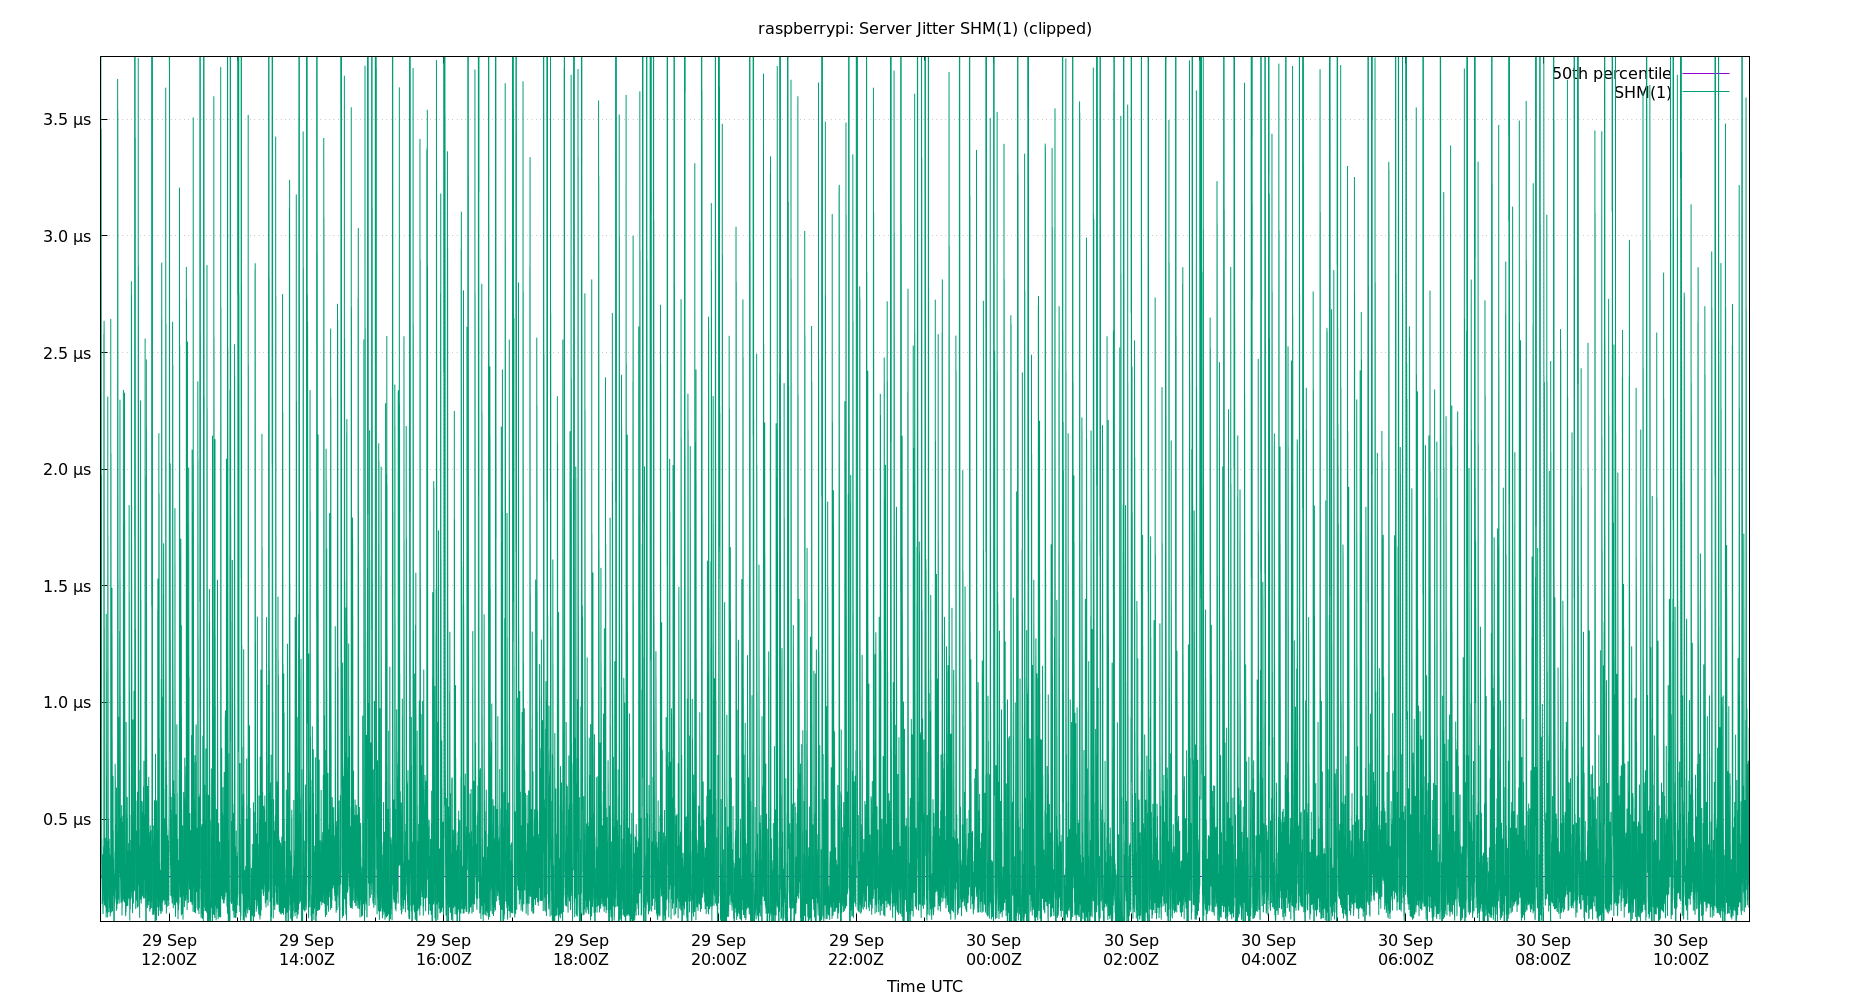 raspberrypi: Server Jitter SHM(1) (clipped)
50th percentile
SHM(1)
3.5 µs
3.0 µs
2.5 µs
2.0 µs
1.5 µs
1.0 µs
0.5 µs
29 Sep 29 Sep 29 Sep 29 Sep 29 Sep 29 Sep 30 Sep 30 Sep 30 Sep 30 Sep 30 Sep 30 Sep
12:00Z 14:00Z 16:00Z 18:00Z 20:00Z 22:00Z 00:00Z 02:00Z 04:00Z 06:00Z 08:00Z 10:00Z
Time UTC